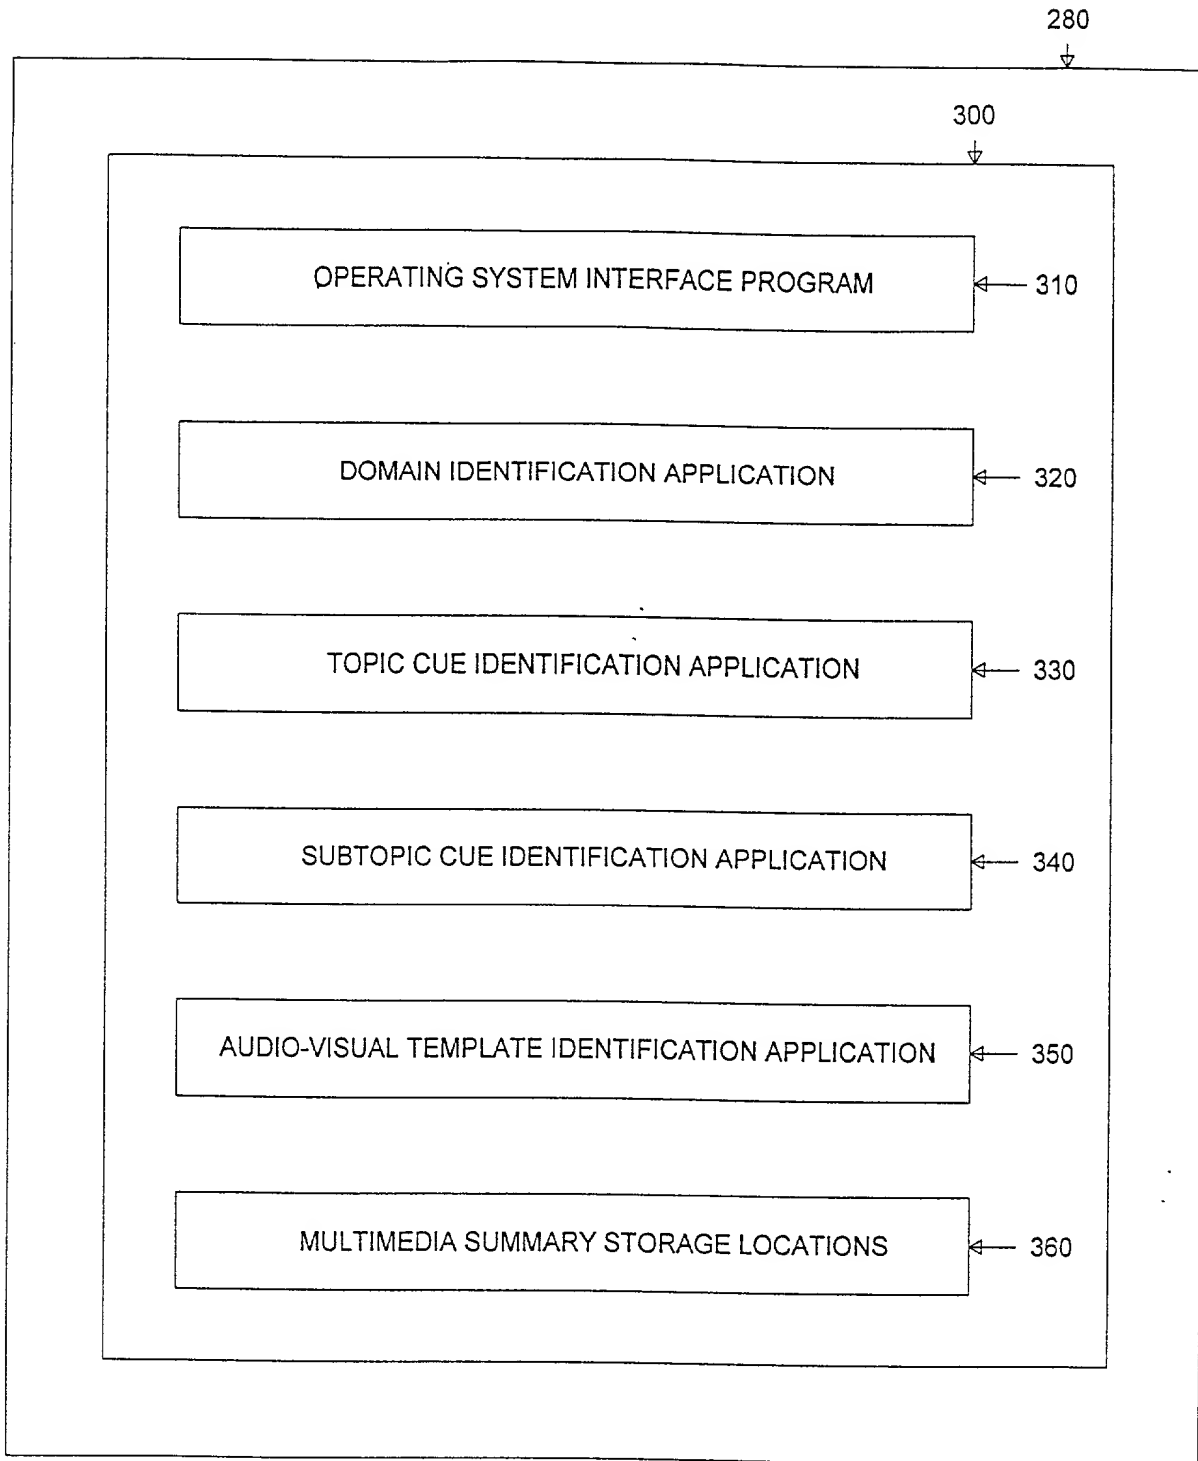 280
300
OPERATING SYSTEM INTERFACE PROGRAM 310
DOMAIN IDENTIFICATION APPLICATION 320
TOPIC CUE IDENTIFICATION APPLICATION 330
SUBTOPIC CUE IDENTIFICATION APPLICATION 340
AUDIO-VISUAL TEMPLATE IDENTIFICATION APPLICATION 350
MULTIMEDIA SUMMARY STORAGE LOCATIONS 360